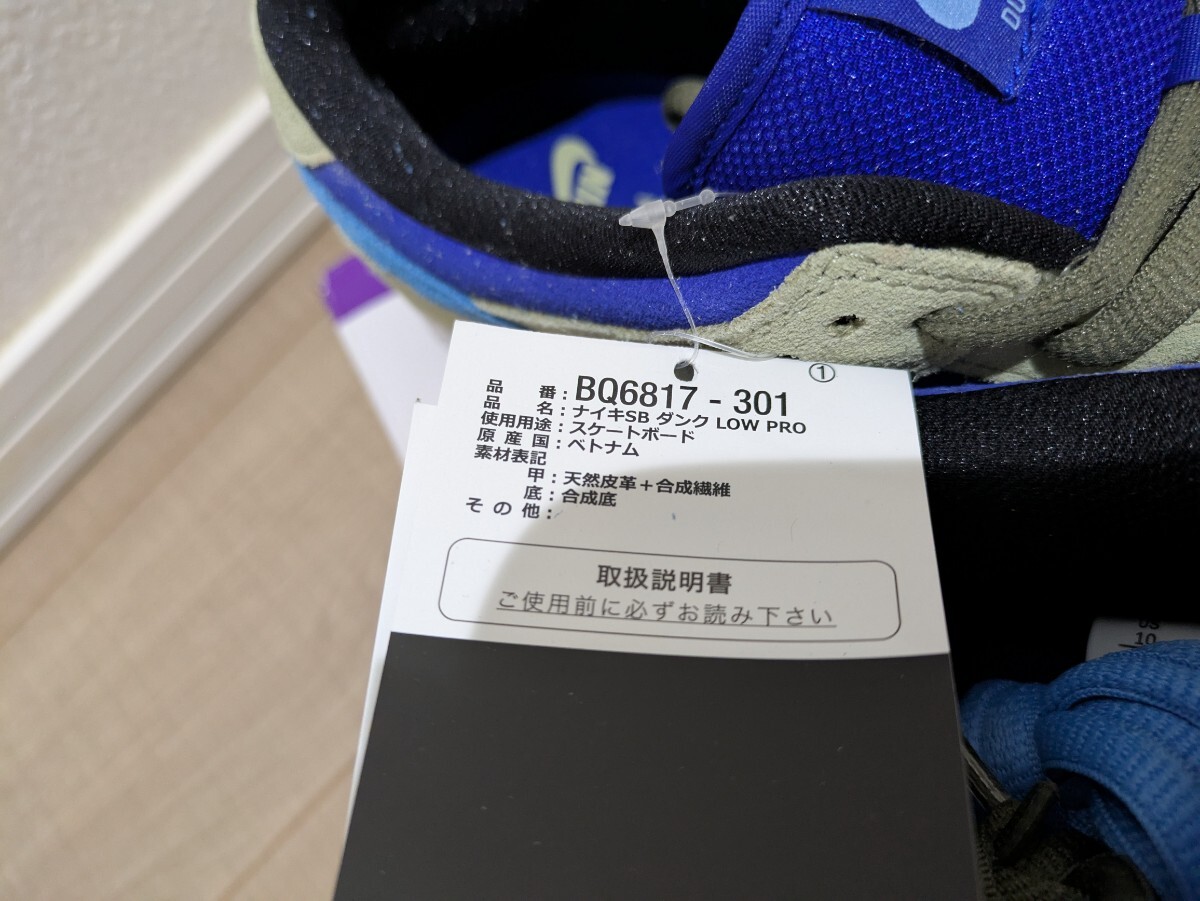 DU
①
品 番 : BQ6817 - 301
品 名 : ナイキSB ダンク LOW PRO
使用用途 : スケートボード
原 産 国 : ベトナム
素材表記
甲 : 天然皮革＋合成繊維
底 : 合成底
そ の 他 :
取扱説明書
ご使用前に必ずお読み下さい
US
10